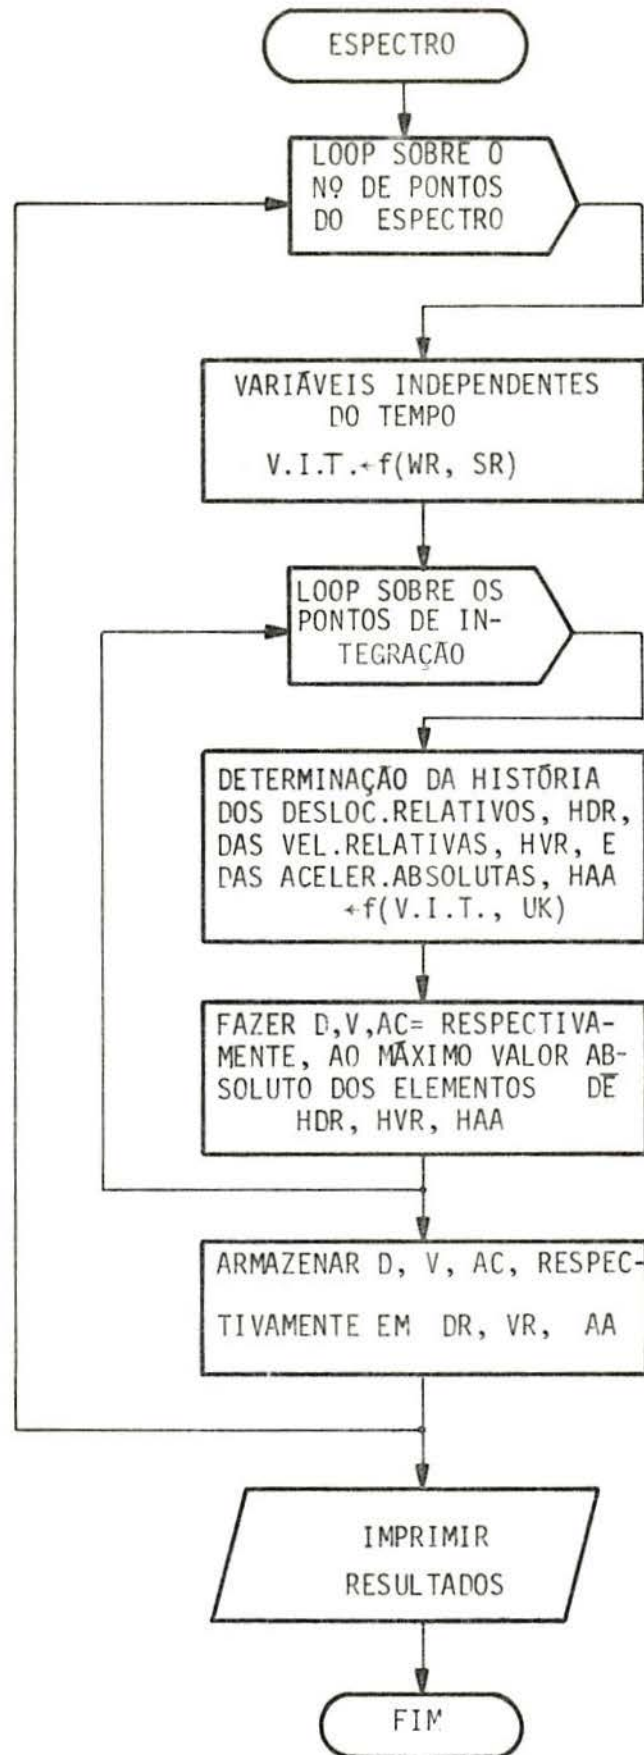 ESPECTRO
LOOP SOBRE O
Nº DE PONTOS
DO ESPECTRO
VARIÁVEIS INDEPENDENTES
DO TEMPO
V.I.T.←f(WR, SR)
LOOP SOBRE OS
PONTOS DE IN-
TEGRAÇÃO
DETERMINAÇÃO DA HISTÓRIA
DOS DESLOC.RELATIVOS, HDR,
DAS VEL.RELATIVAS, HVR, E
DAS ACELER.ABSOLUTAS, HAA
←f(V.I.T., UK)
FAZER D,V,AC= RESPECTIVA-
MENTE, AO MÁXIMO VALOR AB-
SOLUTO DOS ELEMENTOS DE
HDR, HVR, HAA
ARMAZENAR D, V, AC, RESPEC-
TIVAMENTE EM DR, VR, AA
IMPRIMIR
RESULTADOS
FIM